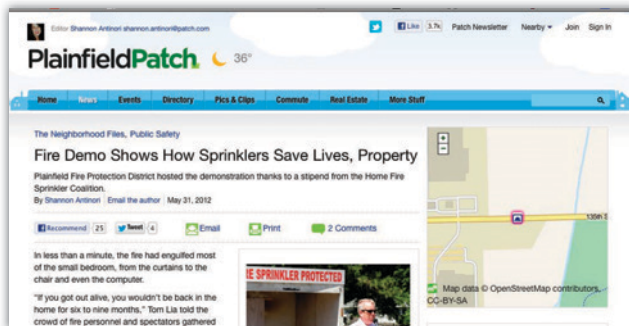 Editor Shannon Antinori shannon.antinori@patch.com
Like 3.7k Patch Newsletter Nearby Join Sign In
PlainfieldPatch 36°
Home News Events Directory Pics & Clips Commute Real Estate More Stuff
The Neighborhood Files, Public Safety
Fire Demo Shows How Sprinklers Save Lives, Property
Plainfield Fire Protection District hosted the demonstration thanks to a stipend from the Home Fire
Sprinkler Coalition.
By Shannon Antinori Email the author May 31, 2012
Recommend 25 Tweet 4 Email Print 2 Comments
In less than a minute, the fire had engulfed most
of the small bedroom, from the curtains to the
chair and even the computer.
"If you got out alive, you wouldn't be back in the
home for six to nine months," Tom Lia told the
crowd of fire personnel and spectators gathered
RE SPRINKLER PROTECTED
+
-
135th S
Map data © OpenStreetMap contributors,
CC-BY-SA